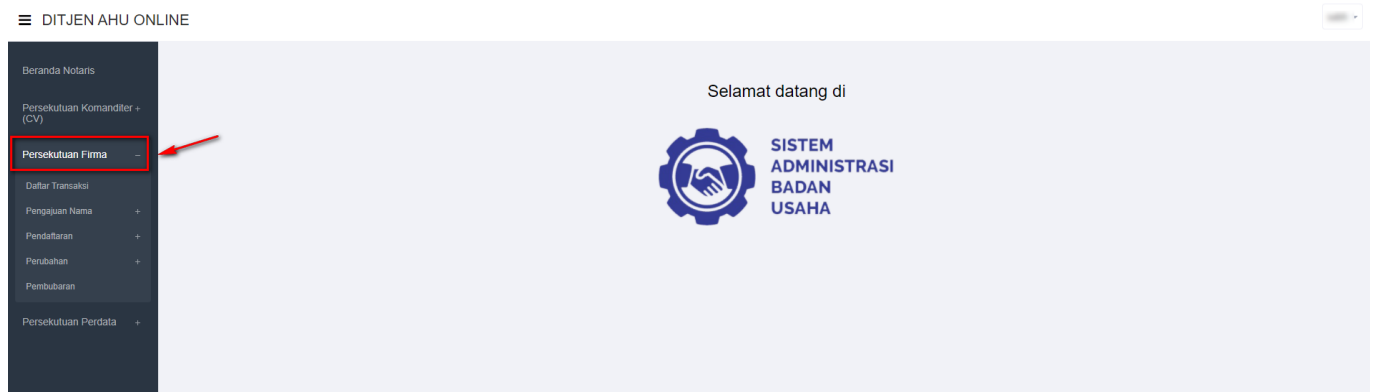 DITJEN AHU ONLINE
Beranda Notaris
Persekutuan Komanditer +
(CV)
Persekutuan Firma −
Daftar Transaksi
Pengajuan Nama +
Pendaftaran +
Perubahan +
Pembubaran
Persekutuan Perdata +
Selamat datang di
SISTEM
ADMINISTRASI
BADAN
USAHA